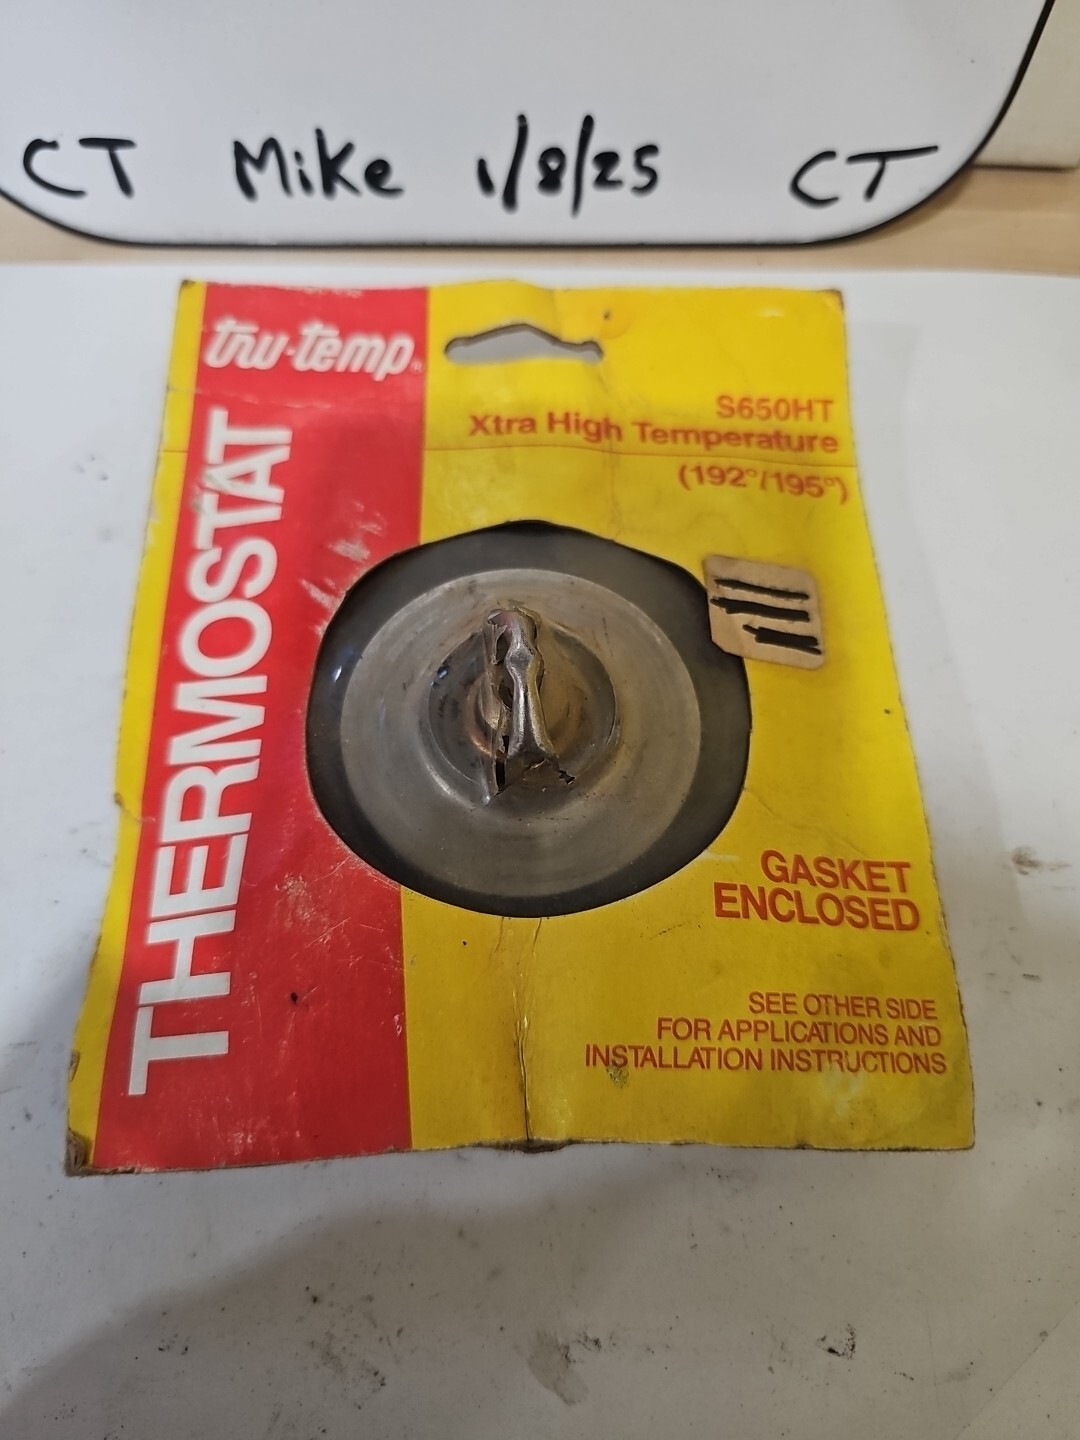 CT Mike 1/8/25 CT
tru-temp®
THERMOSTAT
S650HT
Xtra High Temperature
(192°/195°)
GASKET
ENCLOSED
SEE OTHER SIDE
FOR APPLICATIONS AND
INSTALLATION INSTRUCTIONS